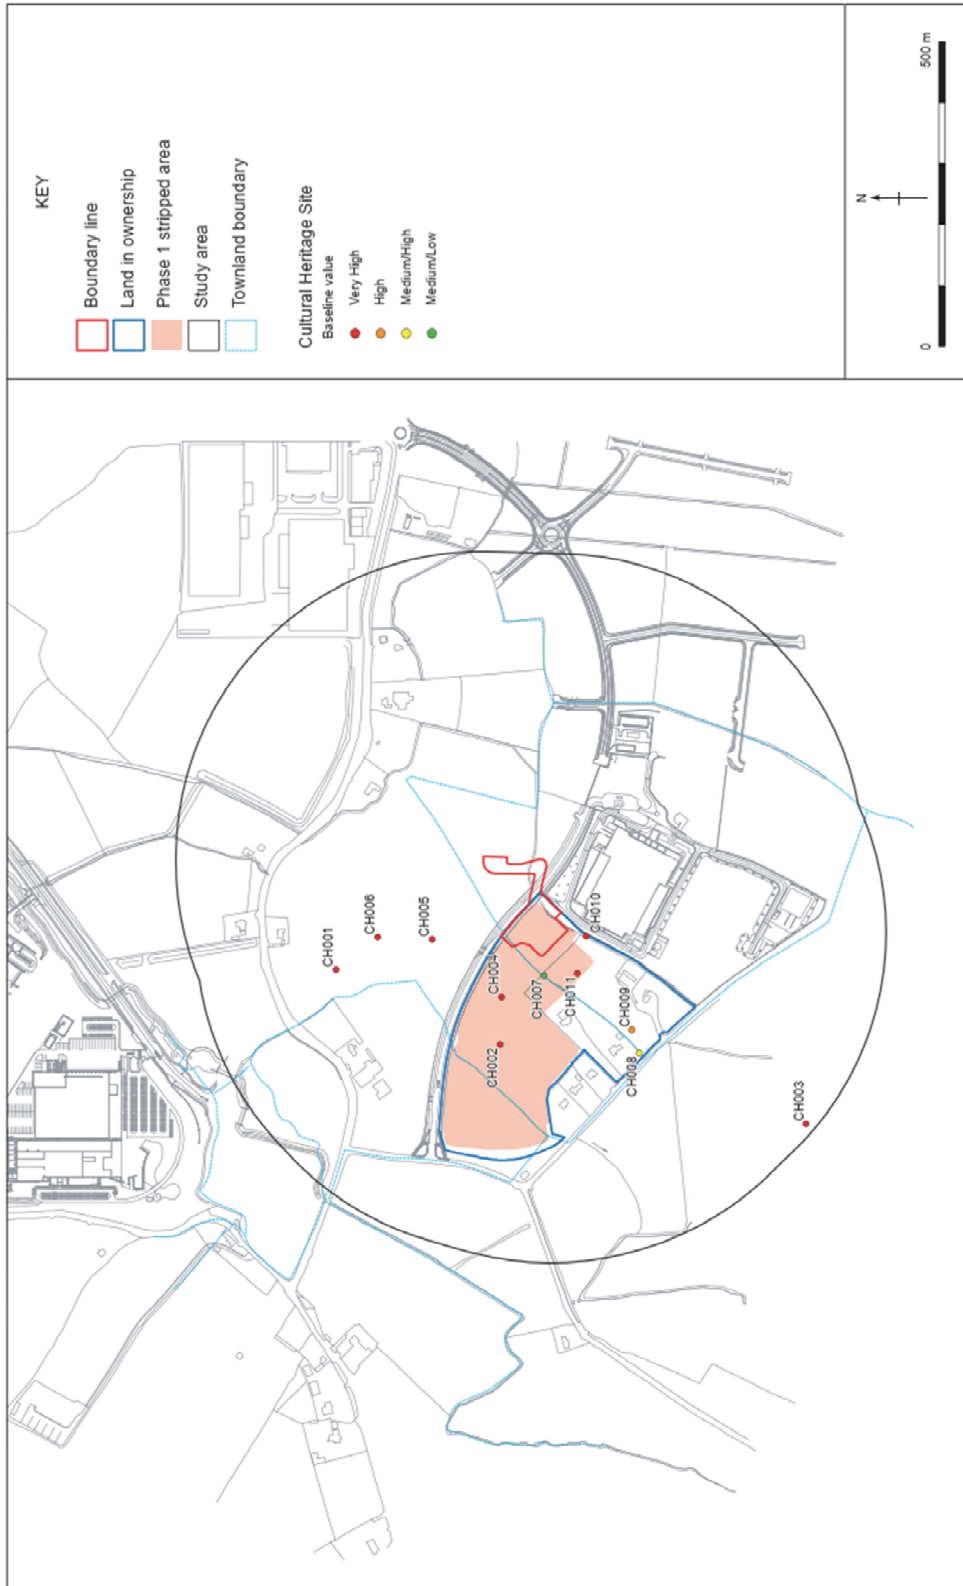 KEY
Boundary line
Land in ownership
Phase 1 stripped area
Study area
Townland boundary
Cultural Heritage Site
Baseline value
Very High
High
Medium/High
Medium/Low
N
0
500 m
CH001
CH006
CH005
CH004
CH002
CH007
CH011
CH010
CH009
CH008
CH003